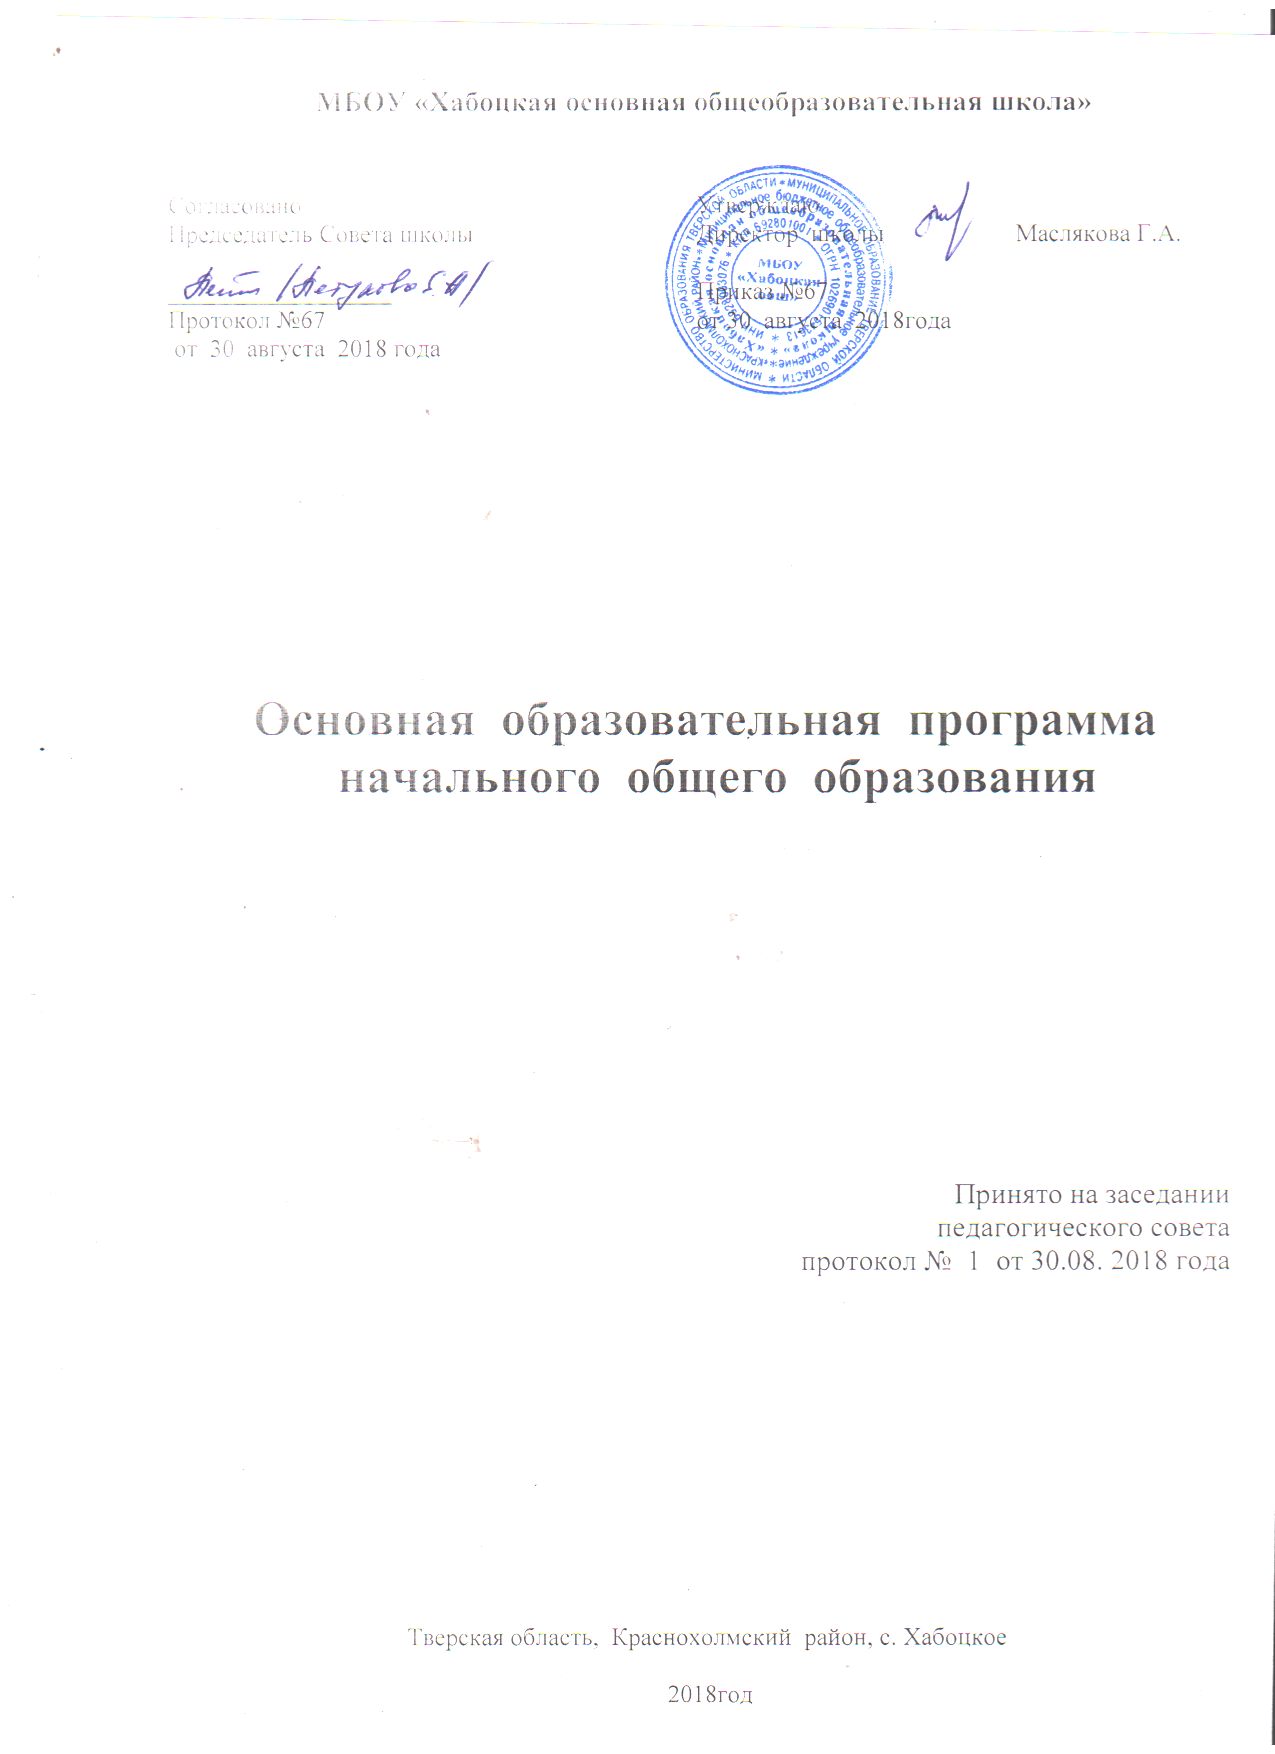 МБОУ «Хабоцкая основная общеобразовательная школа»
Согласовано
Председатель Совета школы
Протокол №67
от 30 августа 2018 года
Утверждаю
Директор школы Маслякова Г.А.
Приказ №67
от 30 августа 2018года
МБОУ
«Хабоцкая
Основная образовательная программа
начального общего образования
Принято на заседании
педагогического совета
протокол № 1 от 30.08. 2018 года
Тверская область, Краснохолмский район, с. Хабоцкое
2018год